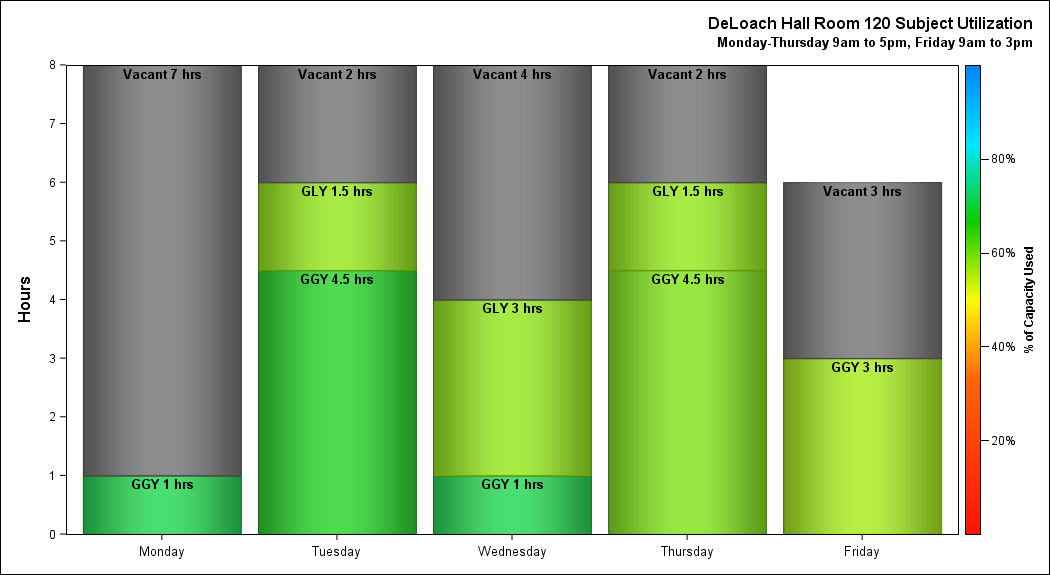 DeLoach Hall Room 120 Subject Utilization
Monday-Thursday 9am to 5pm, Friday 9am to 3pm
Hours
8
7
6
5
4
3
2
1
0
Vacant 7 hrs
GGY 1 hrs
Vacant 2 hrs
GLY 1.5 hrs
GGY 4.5 hrs
Vacant 4 hrs
GLY 3 hrs
GGY 1 hrs
Vacant 2 hrs
GLY 1.5 hrs
GGY 4.5 hrs
Vacant 3 hrs
GGY 3 hrs
Monday
Tuesday
Wednesday
Thursday
Friday
80%
60%
40%
20%
% of Capacity Used